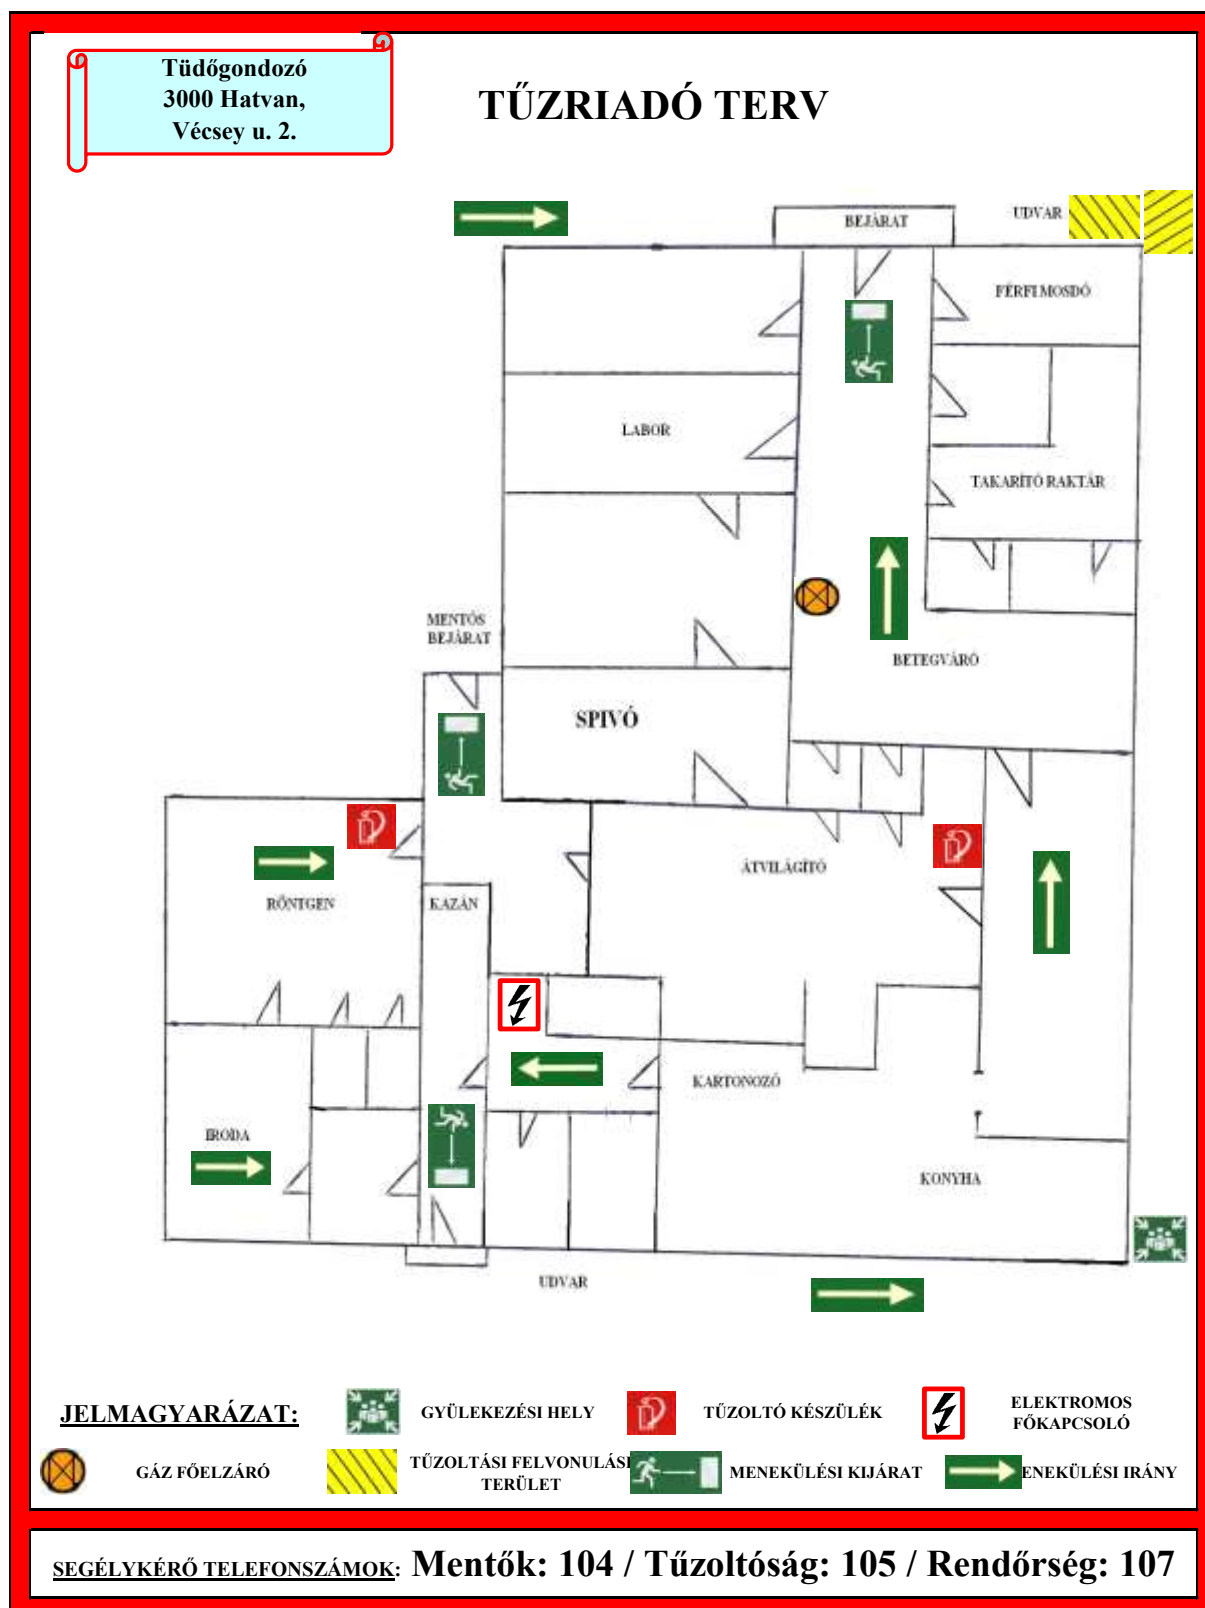 Tüdőgondozó
3000 Hatvan,
Vécsey u. 2.
TŰZRIADÓ TERV
BEJÁRAT
UDVAR
FÉRFI MOSDÓ
LABOR
TAKARÍTÓ RAKTÁR
MENTŐS
BEJÁRAT
BETEGVÁRÓ
SPIVÓ
ÁTVILÁGÍTÓ
RÖNTGEN
KAZÁN
KARTONOZÓ
IRODA
KONYHA
UDVAR
JELMAGYARÁZAT:
GYÜLEKEZÉSI HELY
TŰZOLTÓ KÉSZÜLÉK
ELEKTROMOS
FŐKAPCSOLÓ
GÁZ FŐELZÁRÓ
TŰZOLTÁSI FELVONULÁSI
TERÜLET
MENEKÜLÉSI KIJÁRAT
ENEKÜLÉSI IRÁNY
SEGÉLYKÉRŐ TELEFONSZÁMOK: Mentők: 104 / Tűzoltóság: 105 / Rendőrség: 107